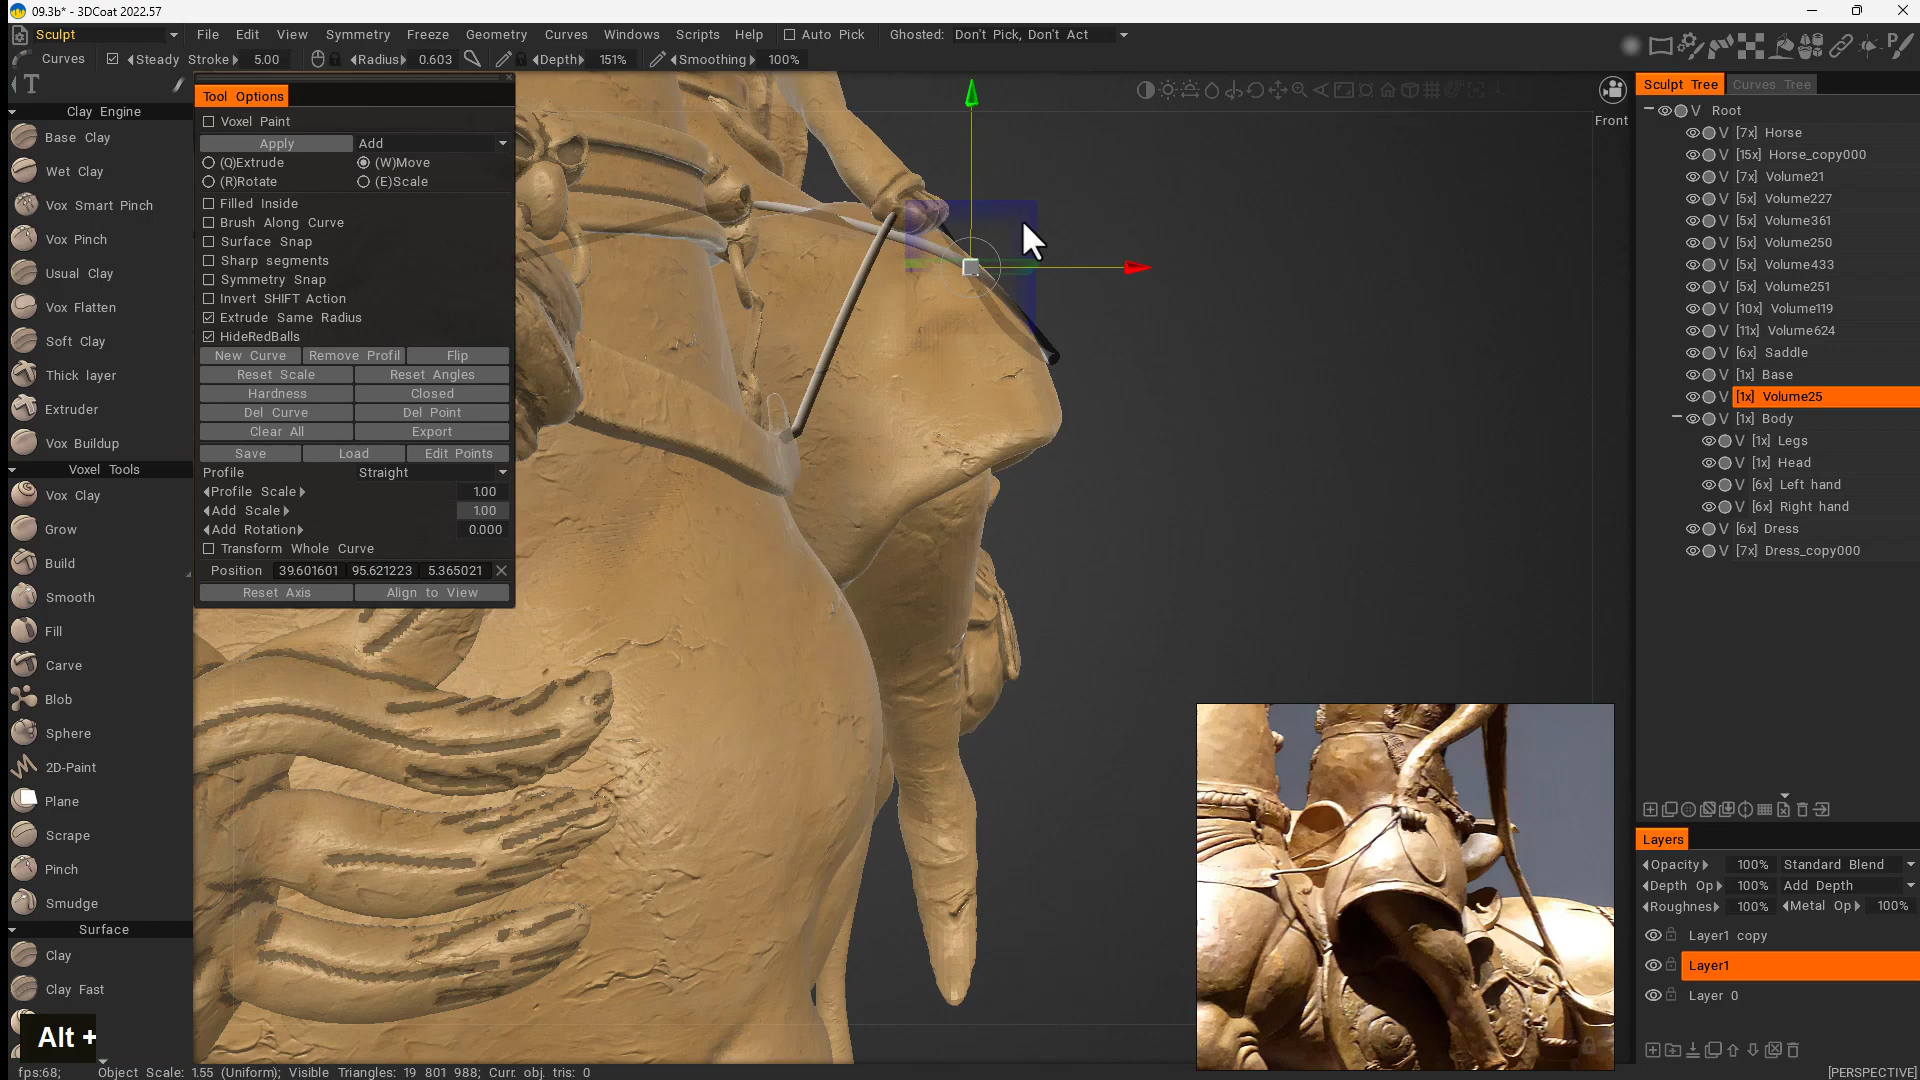 09.3b* - 3DCoat 2022.57
Sculpt File Edit View Symmetry Freeze Geometry Curves Windows Scripts Help Auto Pick Ghosted: Don't Pick, Don't Act
Curves Steady Stroke 5.00 Radius 0.603 Depth 151% Smoothing 100%
Clay Engine
Base Clay
Wet Clay
Vox Smart Pinch
Vox Pinch
Usual Clay
Vox Flatten
Soft Clay
Thick layer
Extruder
Vox Buildup
Voxel Tools
Vox Clay
Grow
Build
Smooth
Fill
Carve
Blob
Sphere
2D-Paint
Plane
Scrape
Pinch
Smudge
Surface
Clay
Clay Fast
Alt +
Tool Options
Voxel Paint
Apply Add
(Q)Extrude (W)Move
(R)Rotate (E)Scale
Filled Inside
Brush Along Curve
Surface Snap
Sharp segments
Symmetry Snap
Invert SHIFT Action
Extrude Same Radius
HideRedBalls
New Curve Remove Profil Flip
Reset Scale Reset Angles
Hardness Closed
Del Curve Del Point
Clear All Export
Save Load Edit Points
Profile Straight
Profile Scale 1.00
Add Scale 1.00
Add Rotation 0.000
Transform Whole Curve
Position 39.601601 95.621223 5.365021
Reset Axis Align to View
Front
Sculpt Tree Curves Tree
V Root
V [7x] Horse
V [15x] Horse_copy000
V [7x] Volume21
V [5x] Volume227
V [5x] Volume361
V [5x] Volume250
V [5x] Volume433
V [5x] Volume251
V [10x] Volume119
V [11x] Volume624
V [6x] Saddle
V [1x] Base
V [1x] Volume25
V [1x] Body
V [1x] Legs
V [1x] Head
V [6x] Left hand
V [6x] Right hand
V [6x] Dress
V [7x] Dress_copy000
Layers
Opacity 100% Standard Blend
Depth Op 100% Add Depth
Roughnes 100% Metal Op 100%
Layer1 copy
Layer1
Layer 0
fps:68; Object Scale: 1.55 (Uniform); Visible Triangles: 19 801 988; Curr. obj. tris: 0 [PERSPECTIVE]